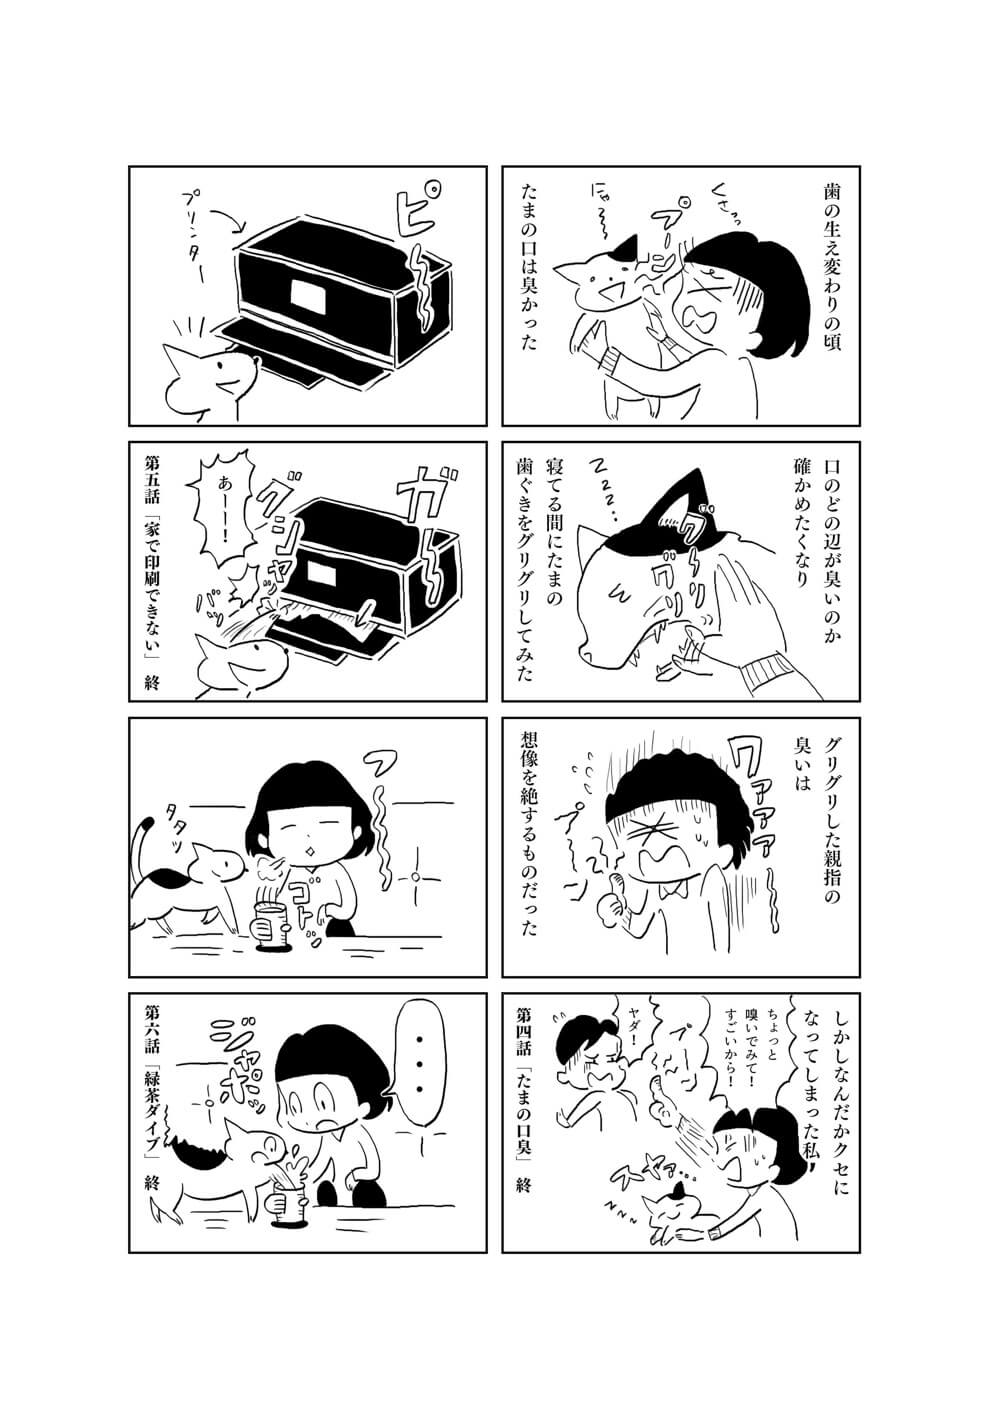 歯の生え変わりの頃
たまの口は臭かった
くさっっ
プ〜ン
にゃ〜
口のどの辺が臭いのか
確かめたくなり
寝てる間にたまの
歯ぐきをグリグリしてみた
ZZZ...
グ〜リ
グリリ
グリグリした親指の
臭いは
想像を絶するものだった
ワァァァァ
プ〜ン
しかしなんだかクセに
なってしまった私
ちょっと
嗅いでみて！
すごいから！
プ〜ン
ヤダ！
スヤァ...
zzz
第四話「たまの口臭」 終
ピ
プリンター
ガ〜
グシャッ
バッ
あーー！
第五話「家で印刷できない」 終
フ
コトッ
タタッ
・・・
ジャポッ
第六話「緑茶ダイブ」 終